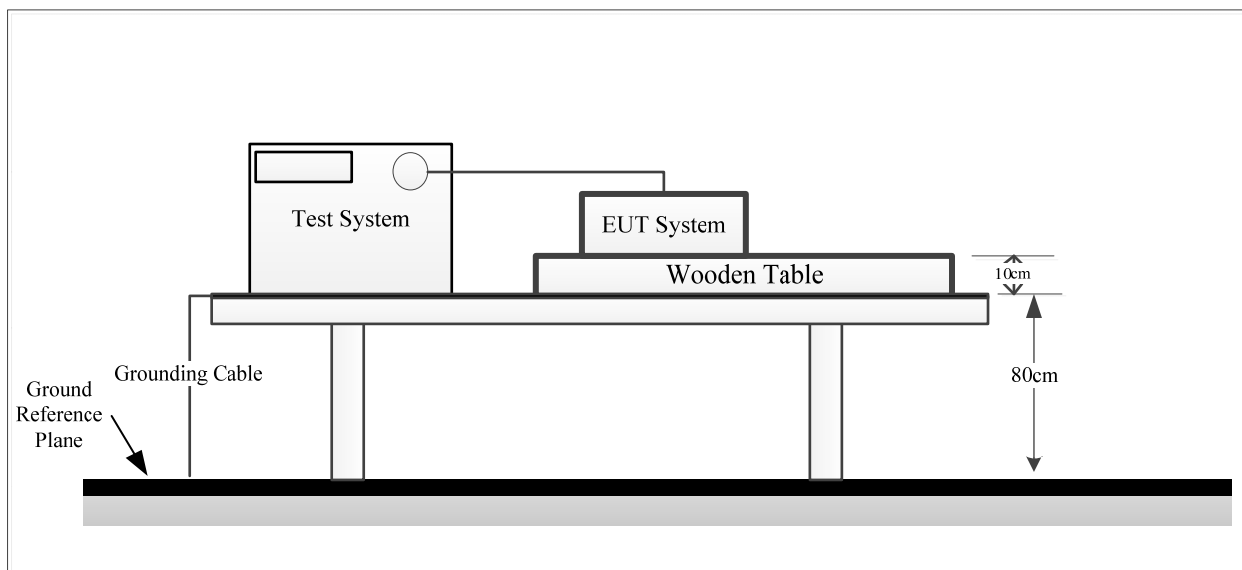 Test System
EUT System
Wooden Table
10cm
Grounding Cable
80cm
Ground
Reference
Plane